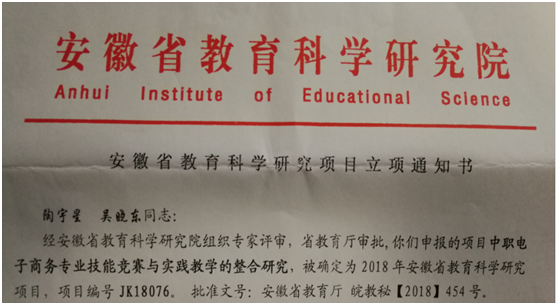 安徽省教育科学研究院
Anhui Institute of Educational Science
安徽省教育科学研究项目立项通知书
陶宇星 吴晓东同志:
经安徽省教育科学研究院组织专家评审,省教育厅审批,你们申报的项目中职电
子商务专业技能竞赛与实践教学的整合研究,被确定为2018年安徽省教育科学研究
项目,项目编号JK18076。批准文号:安徽省教育厅 皖教秘【2018】454号。